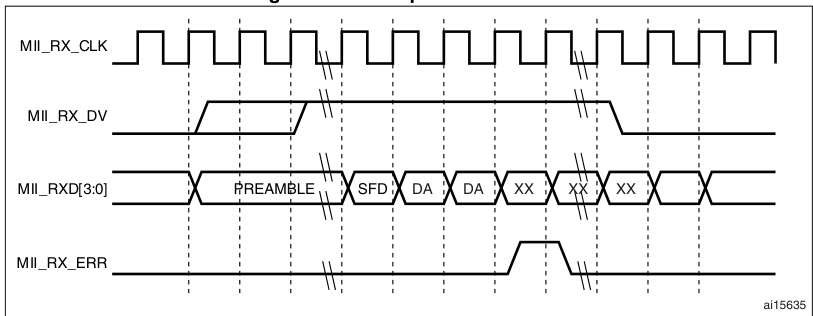 MII_RX_CLK
MII_RX_DV
MII_RXD[3:0] PREAMBLE SFD DA DA XX XX XX
MII_RX_ERR
ai15635